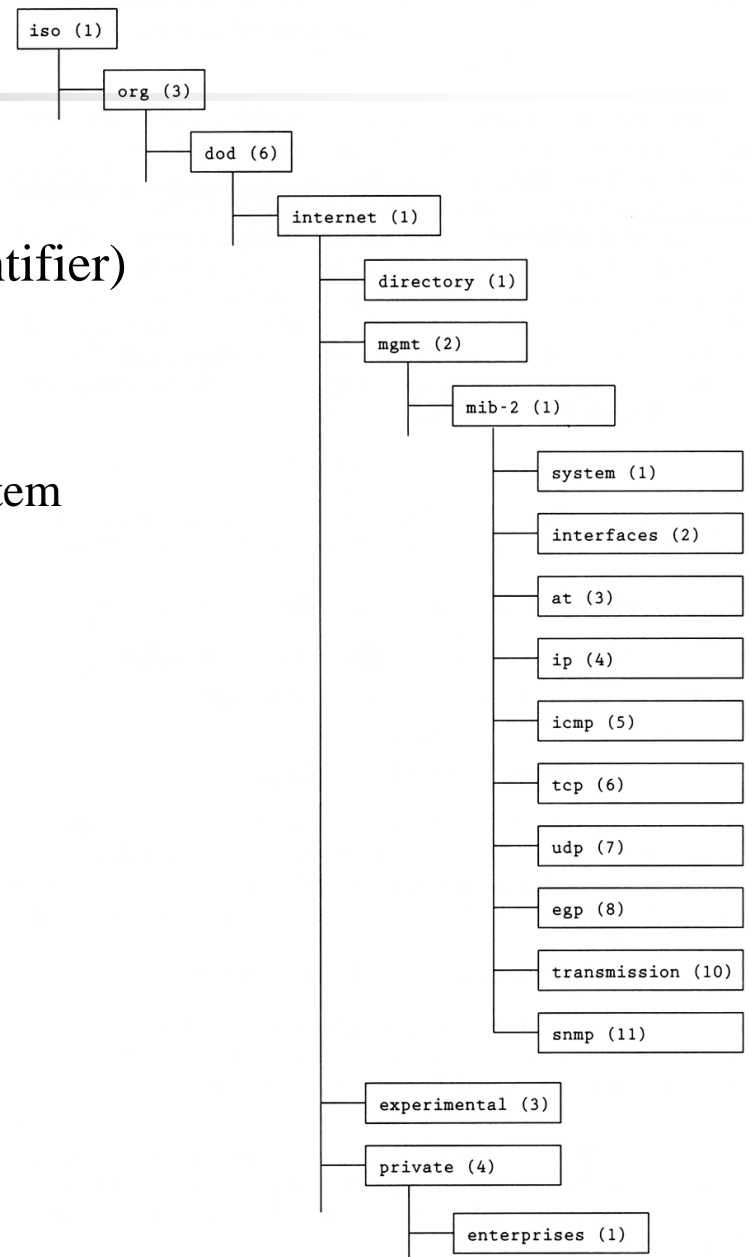 iso (1)
org (3)
dod (6)
internet (1)
ntifier)
directory (1)
mgmt (2)
mib-2 (1)
system (1)
tem
interfaces (2)
at (3)
ip (4)
icmp (5)
tcp (6)
udp (7)
egp (8)
transmission (10)
snmp (11)
experimental (3)
private (4)
enterprises (1)